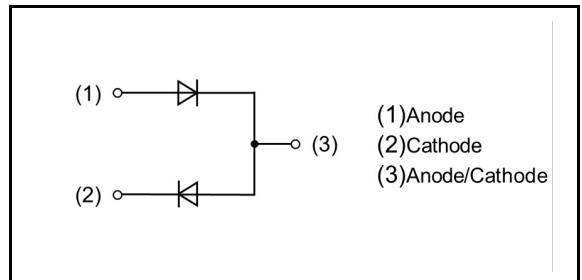 (1)
(1)Anode
(3)
(2)Cathode
(3)Anode/Cathode
(2)